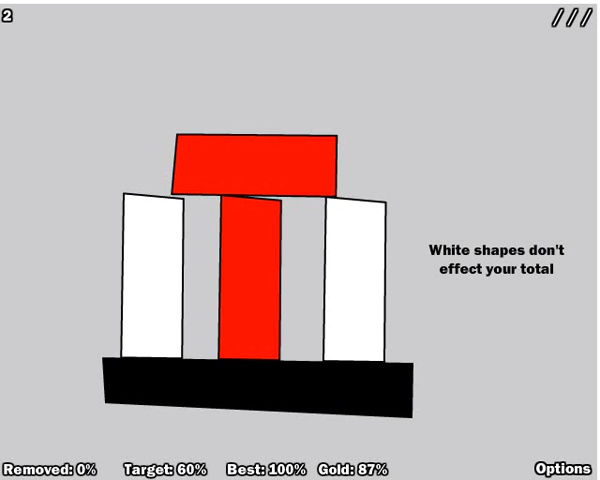 2
///
White shapes don't
effect your total
Removed: 0% Target: 60% Best: 100% Gold: 87%
Options